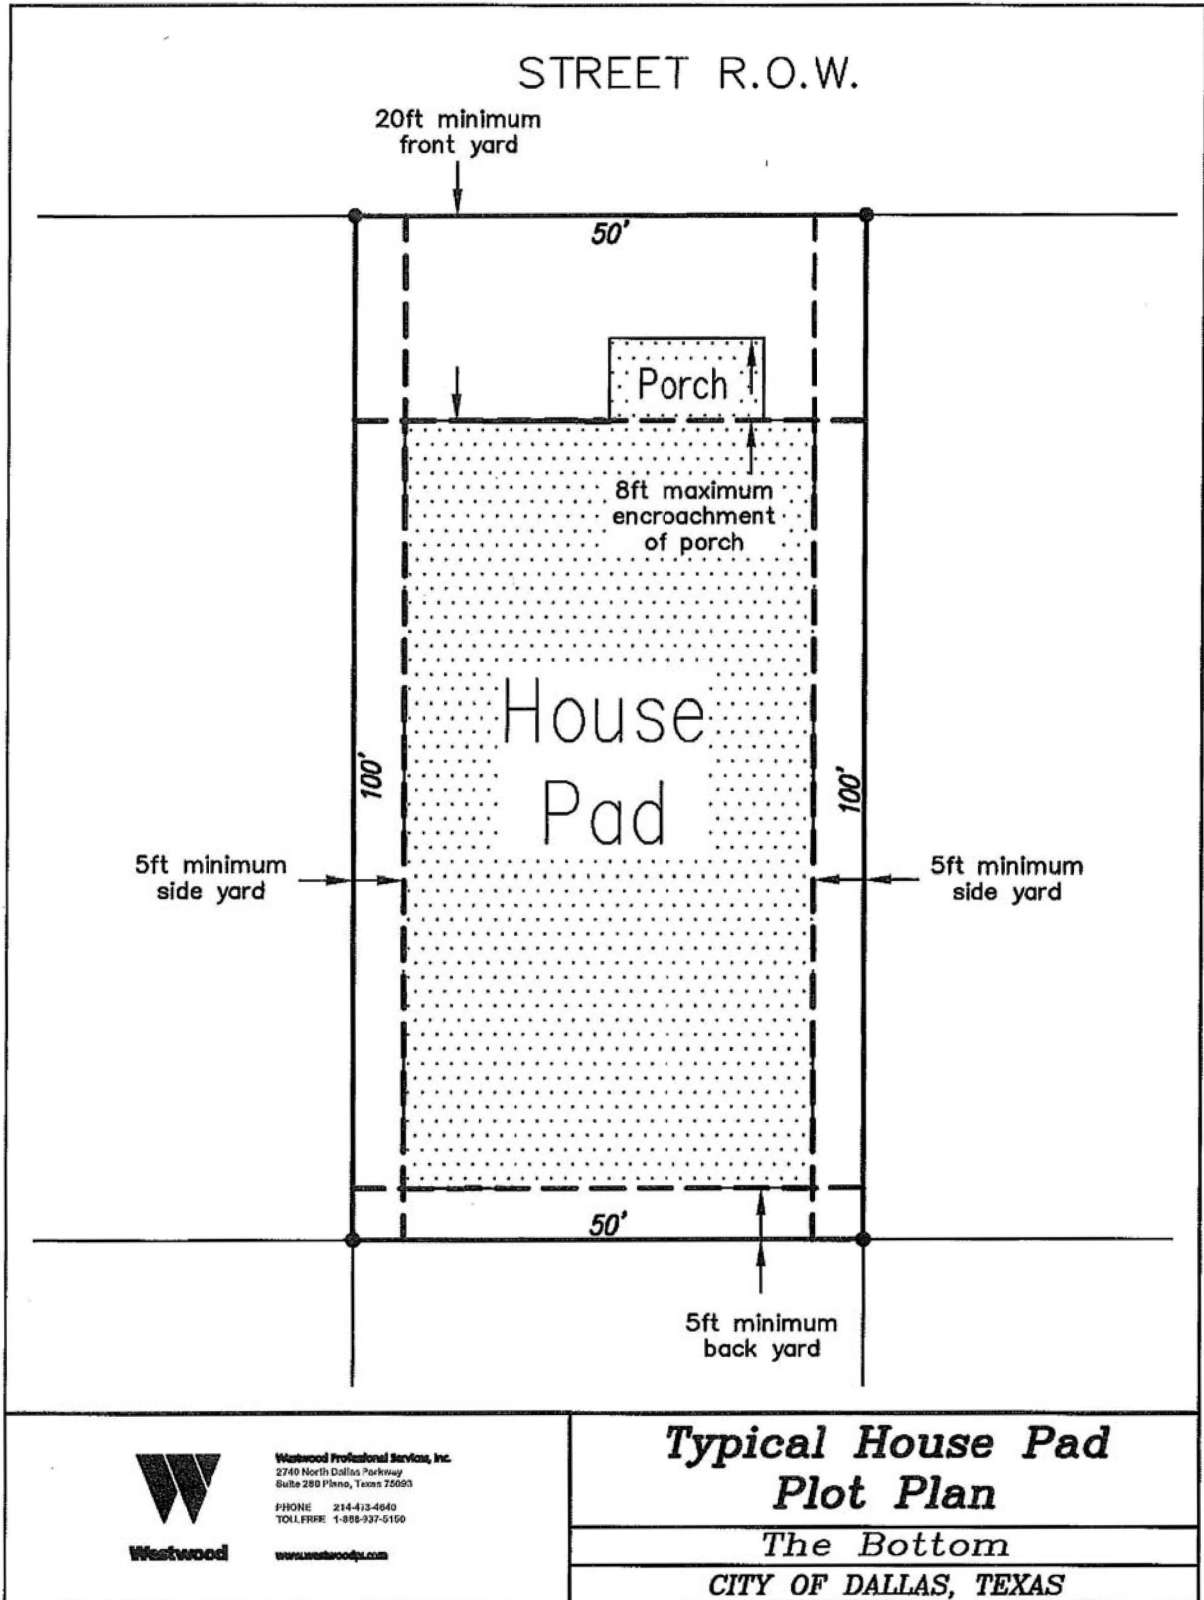 STREET R.O.W.
20ft minimum
front yard
50'
Porch
8ft maximum
encroachment
of porch
House
Pad
100'
100'
5ft minimum
side yard
5ft minimum
side yard
50'
5ft minimum
back yard
Westwood
Westwood Professional Services, Inc.
2740 North Dallas Parkway
Suite 280 Plano, Texas 75093
PHONE 214-473-4640
TOLL FREE 1-888-937-5150
www.westwoodps.com
Typical House Pad
Plot Plan
The Bottom
CITY OF DALLAS, TEXAS